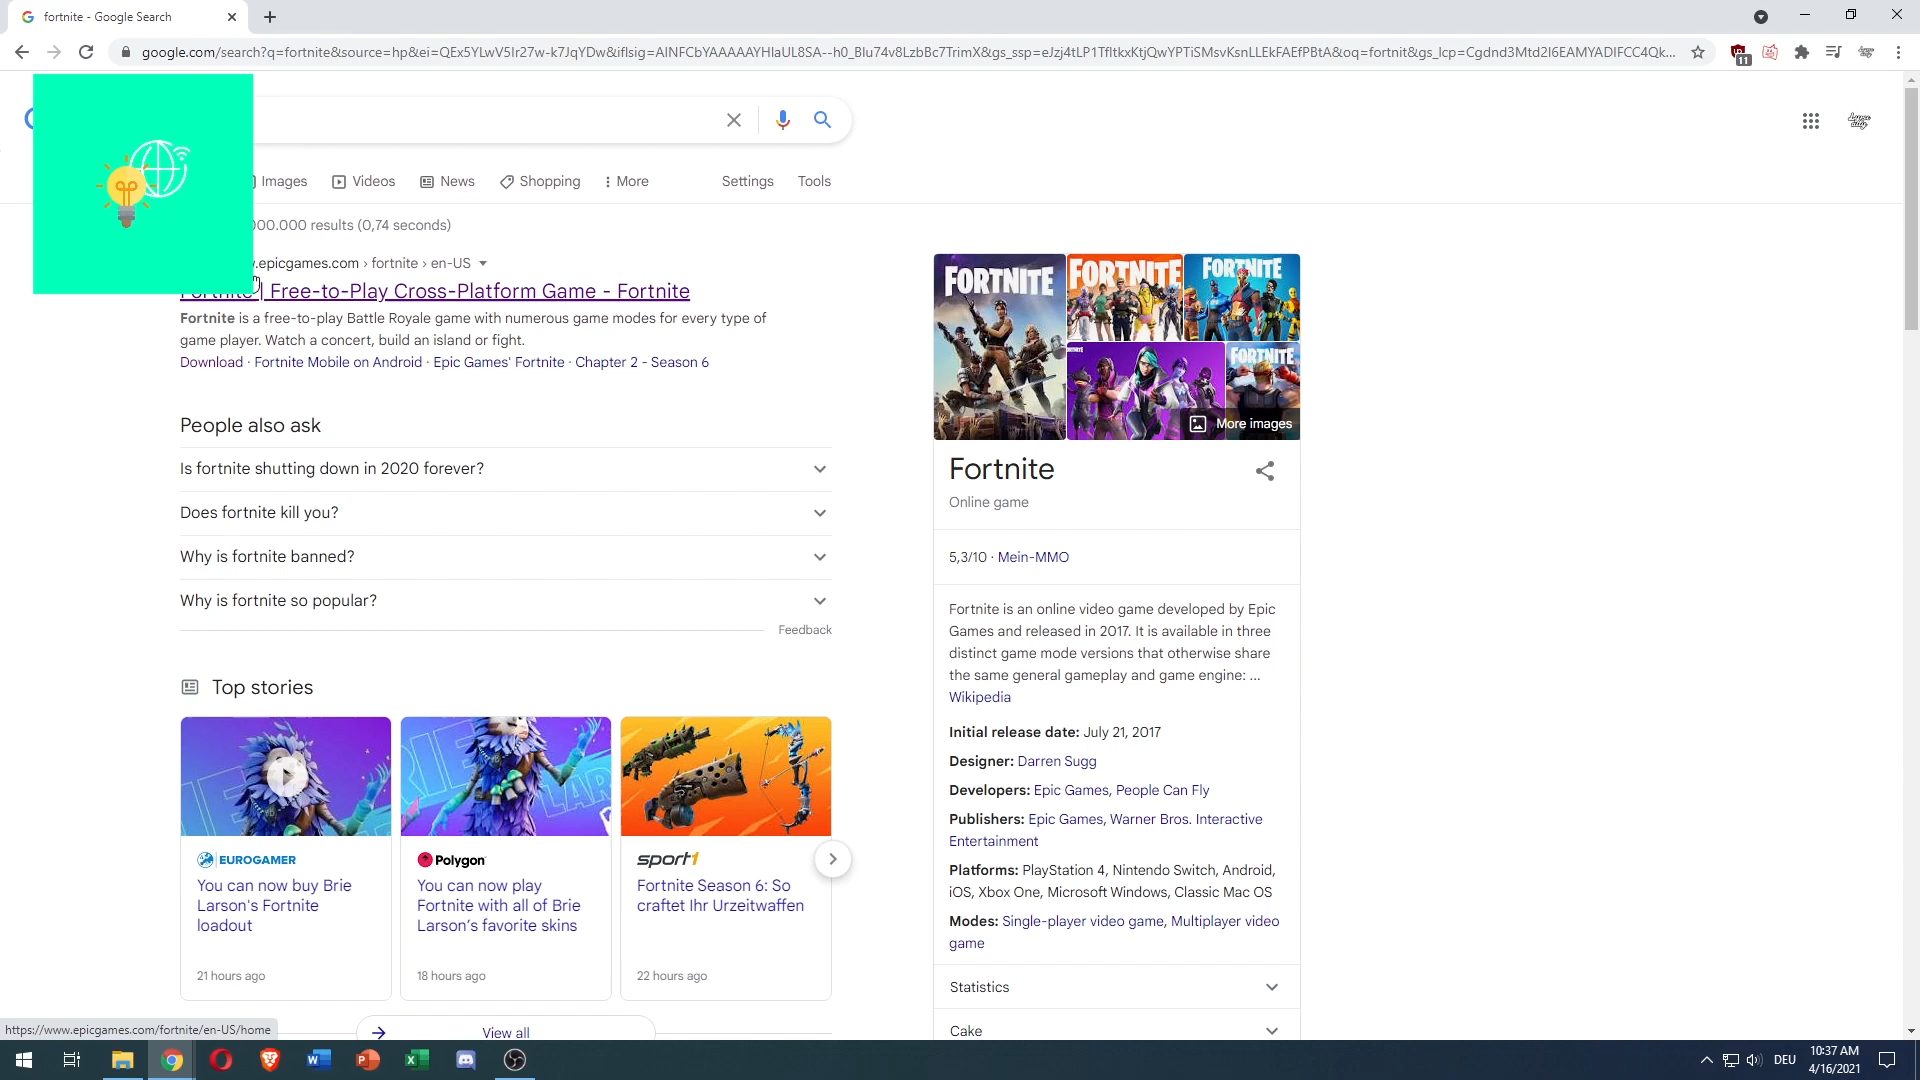 fortnite - Google Search
google.com/search?q=fortnite&source=hp&ei=QEx5YLwV5Ir27w-k7JqYDw&iflsig=AINFCbYAAAAAYHlaUL8SA--h0_Blu74v8LzbBc7TrimX&gs_ssp=eJzj4tLP1TfItkxKtjQwYPTiSMsvKsnLLEkFAEfPBtA&oq=fortnit&gs_lcp=Cgdnd3Mtd2l6EAMYADIFCC4Qk...
11
Images
Videos
News
Shopping
More
Settings
Tools
000.000 results (0,74 seconds)
.epicgames.com › fortnite › en-US
Fortnite | Free-to-Play Cross-Platform Game - Fortnite
Fortnite is a free-to-play Battle Royale game with numerous game modes for every type of
game player. Watch a concert, build an island or fight.
Download · Fortnite Mobile on Android · Epic Games' Fortnite · Chapter 2 - Season 6
People also ask
Is fortnite shutting down in 2020 forever?
Does fortnite kill you?
Why is fortnite banned?
Why is fortnite so popular?
Feedback
Top stories
EUROGAMER
You can now buy Brie
Larson's Fortnite
loadout
21 hours ago
Polygon
You can now play
Fortnite with all of Brie
Larson's favorite skins
18 hours ago
sport1
Fortnite Season 6: So
craftet Ihr Urzeitwaffen
22 hours ago
View all
FORTNITE
FORTNITE
FORTNITE
FORTNITE
FORTNITE
More images
Fortnite
Online game
5,3/10 · Mein-MMO
Fortnite is an online video game developed by Epic
Games and released in 2017. It is available in three
distinct game mode versions that otherwise share
the same general gameplay and game engine: ...
Wikipedia
Initial release date: July 21, 2017
Designer: Darren Sugg
Developers: Epic Games, People Can Fly
Publishers: Epic Games, Warner Bros. Interactive
Entertainment
Platforms: PlayStation 4, Nintendo Switch, Android,
iOS, Xbox One, Microsoft Windows, Classic Mac OS
Modes: Single-player video game, Multiplayer video
game
Statistics
Cake
https://www.epicgames.com/fortnite/en-US/home
DEU
10:37 AM
4/16/2021